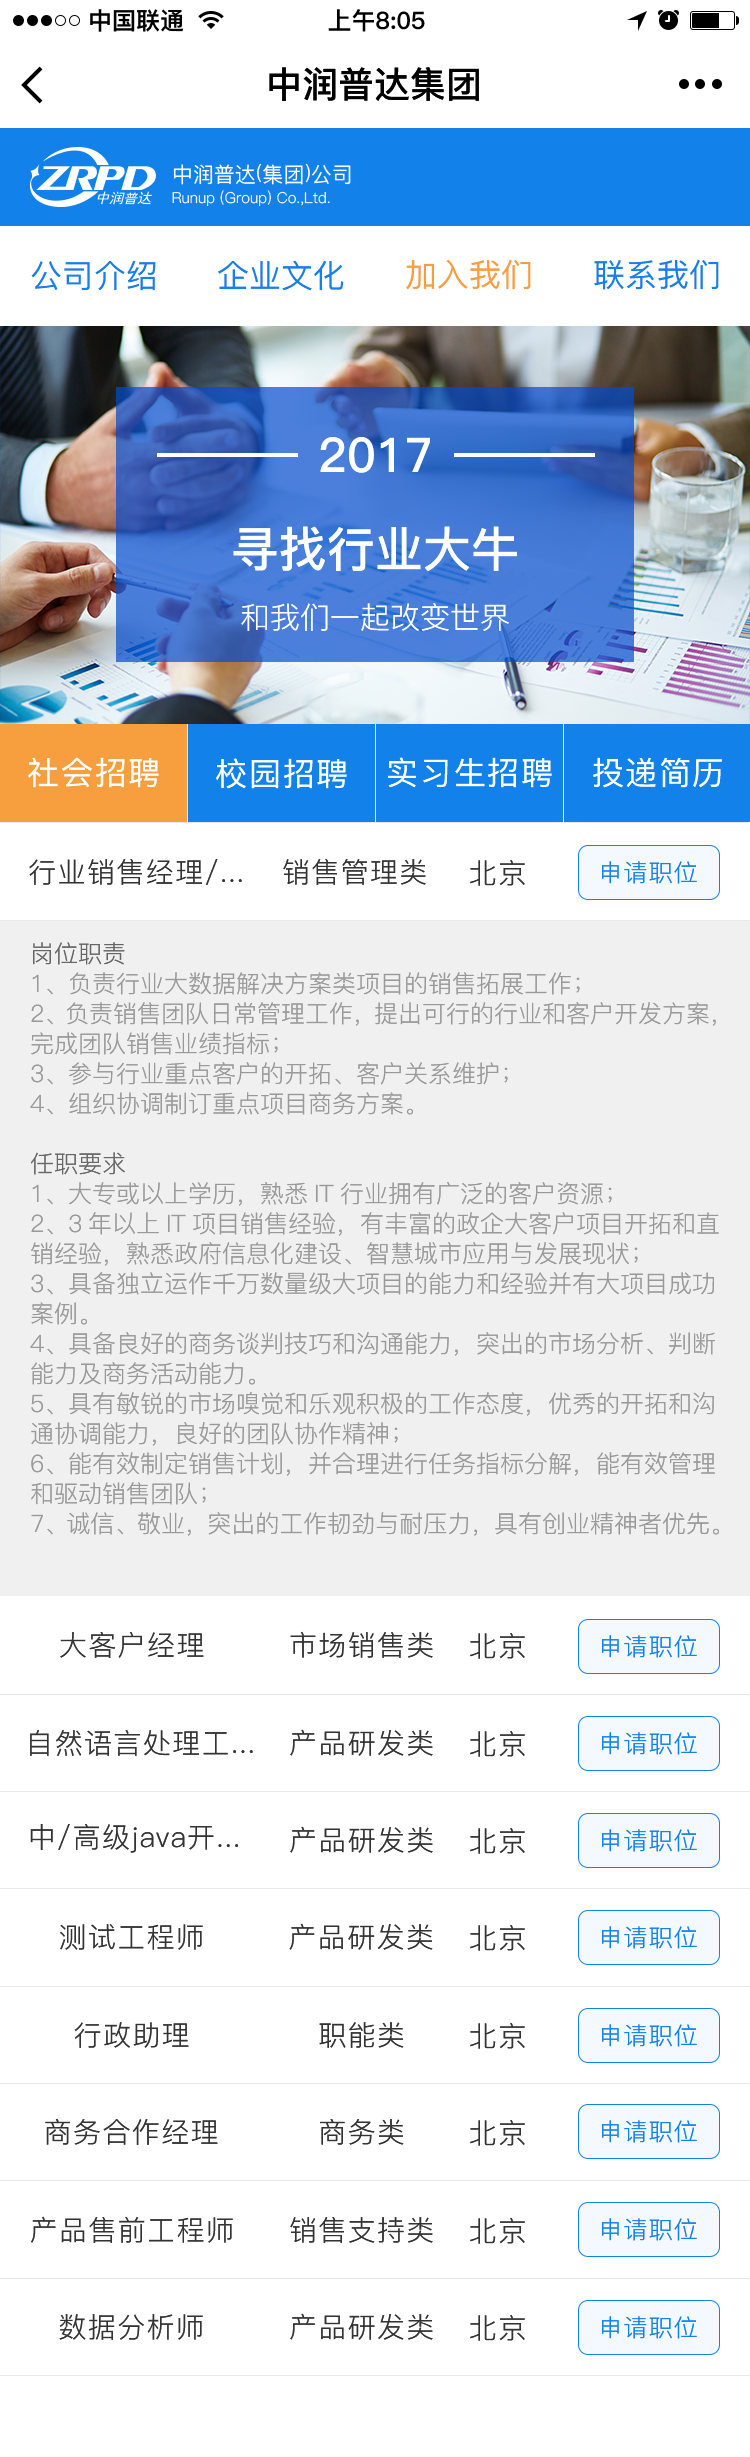 中国联通 上午8:05
中润普达集团
ZRPD 中润普达
中润普达(集团)公司
Runup (Group) Co.,Ltd.
公司介绍 企业文化 加入我们 联系我们
2017
寻找行业大牛
和我们一起改变世界
社会招聘 校园招聘 实习生招聘 投递简历
行业销售经理/... 销售管理类 北京 申请职位
岗位职责
1、负责行业大数据解决方案类项目的销售拓展工作；
2、负责销售团队日常管理工作，提出可行的行业和客户开发方案，
完成团队销售业绩指标；
3、参与行业重点客户的开拓、客户关系维护；
4、组织协调制订重点项目商务方案。
任职要求
1、大专或以上学历，熟悉 IT 行业拥有广泛的客户资源；
2、3 年以上 IT 项目销售经验，有丰富的政企大客户项目开拓和直
销经验，熟悉政府信息化建设、智慧城市应用与发展现状；
3、具备独立运作千万数量级大项目的能力和经验并有大项目成功
案例。
4、具备良好的商务谈判技巧和沟通能力，突出的市场分析、判断
能力及商务活动能力。
5、具有敏锐的市场嗅觉和乐观积极的工作态度，优秀的开拓和沟
通协调能力，良好的团队协作精神；
6、能有效制定销售计划，并合理进行任务指标分解，能有效管理
和驱动销售团队；
7、诚信、敬业，突出的工作韧劲与耐压力，具有创业精神者优先。
大客户经理 市场销售类 北京 申请职位
自然语言处理工... 产品研发类 北京 申请职位
中/高级java开... 产品研发类 北京 申请职位
测试工程师 产品研发类 北京 申请职位
行政助理 职能类 北京 申请职位
商务合作经理 商务类 北京 申请职位
产品售前工程师 销售支持类 北京 申请职位
数据分析师 产品研发类 北京 申请职位